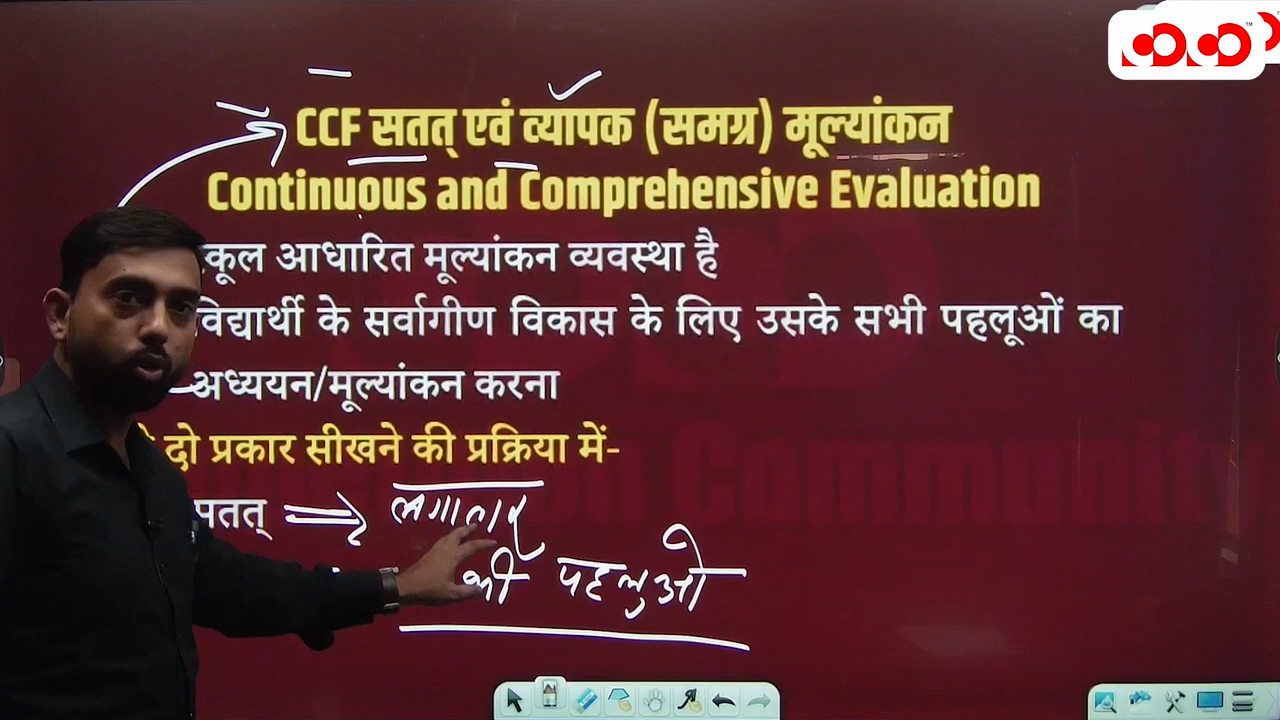 CCF सतत् एवं व्यापक (समग्र) मूल्यांकन
Continuous and Comprehensive Evaluation
आधारित मूल्यांकन व्यवस्था है
विद्यार्थी के सर्वागीण विकास के लिए उसके सभी पहलूओं का
अध्ययन/मूल्यांकन करना
दो प्रकार सीखने की प्रक्रिया में-
लगातार
पहलुओ